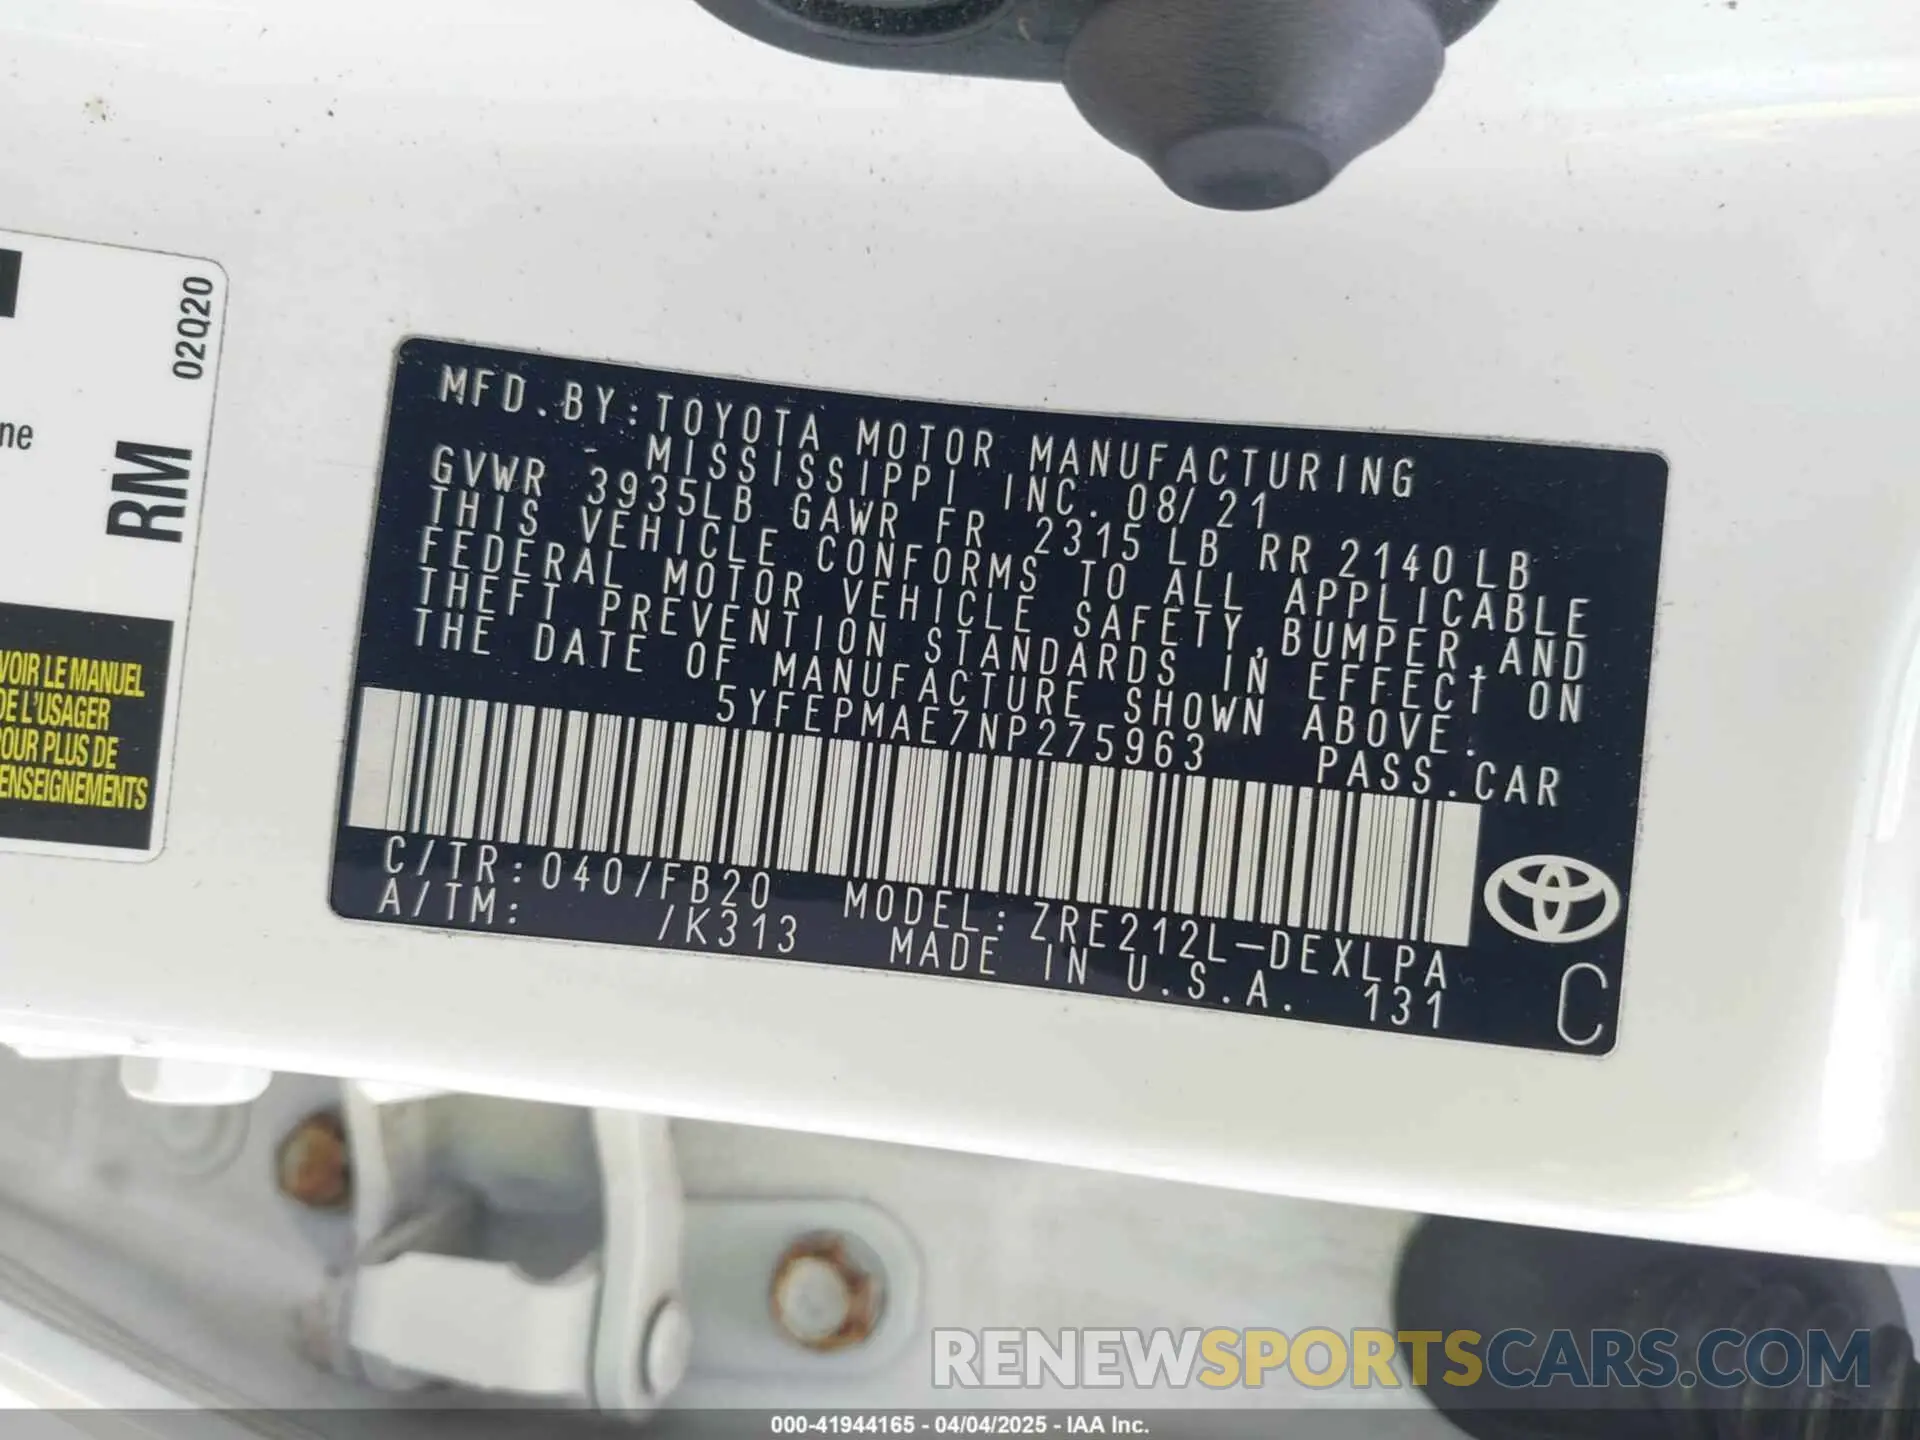 02Q20
ne
RM
VOIR LE MANUEL
DE L'USAGER
POUR PLUS DE
RENSEIGNEMENTS
MFD.BY:TOYOTA MOTOR MANUFACTURING
MISSISSIPPI INC. 08/21
GVWR 3935LB GAWR FR 2315LB RR 2140LB
THIS VEHICLE CONFORMS TO ALL APPLICABLE
FEDERAL MOTOR VEHICLE SAFETY,BUMPER,AND
THEFT PREVENTION STANDARDS IN EFFECT ON
THE DATE OF MANUFACTURE SHOWN ABOVE.
5YFEPMAE7NP275963 PASS.CAR
C/TR:040/FB20 MODEL:ZRE212L-DEXLPA
A/TM: /K313 MADE IN U.S.A. 131
C
RENEWSPORTSCARS.COM
000-41944165 - 04/04/2025 - IAA Inc.